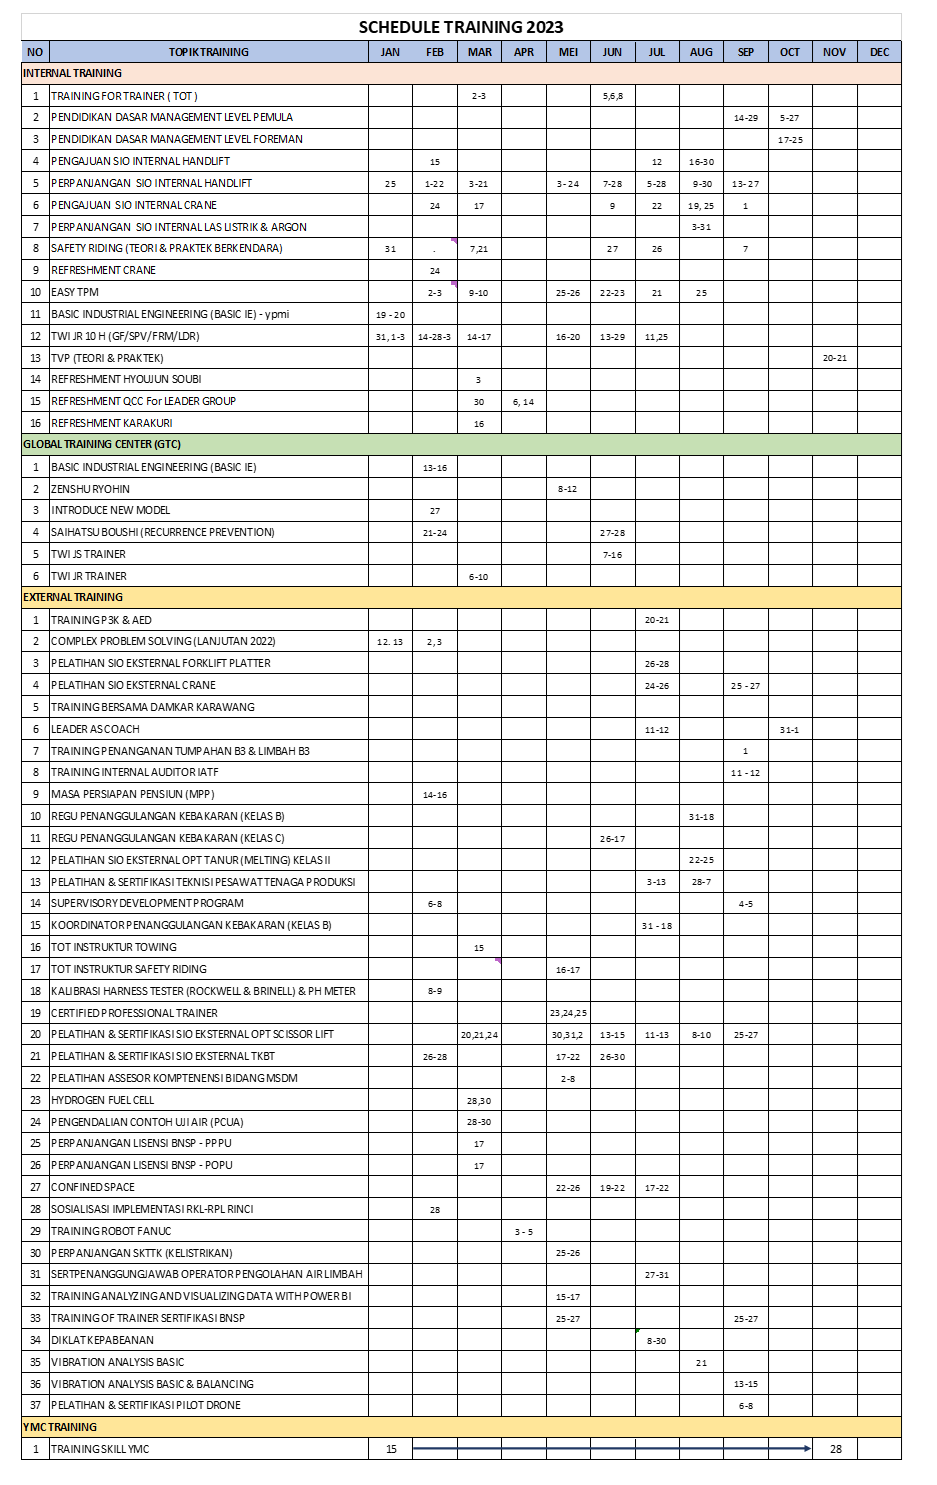 SCHEDULE TRAINING 2023
NO TOPIK TRAINING JAN FEB MAR APR MEI JUN JUL AUG SEP OCT NOV DEC
INTERNAL TRAINING
1 TRAINING FOR TRAINER ( TOT ) 2-3 5,6,8
2 PENDIDIKAN DASAR MANAGEMENT LEVEL PEMULA 14-29 5-27
3 PENDIDIKAN DASAR MANAGEMENT LEVEL FOREMAN 17-25
4 PENGAJUAN SIO INTERNAL HANDLIFT 15 12 16-30
5 PERPANJANGAN SIO INTERNAL HANDLIFT 25 1-22 3-21 3-24 7-28 5-28 9-30 13-27
6 PENGAJUAN SIO INTERNAL CRANE 24 17 9 22 19, 25 1
7 PERPANJANGAN SIO INTERNAL LAS LISTRIK & ARGON 3-31
8 SAFETY RIDING (TEORI & PRAKTEK BERKENDARA) 31 . 7,21 27 26 7
9 REFRESHMENT CRANE 24
10 EASY TPM 2-3 9-10 25-26 22-23 21 25
11 BASIC INDUSTRIAL ENGINEERING (BASIC IE) - ypmi 19 - 20
12 TWI JR 10 H (GF/SPV/FRM/LDR) 31, 1-3 14-28-3 14-17 16-20 13-29 11,25
13 TVP (TEORI & PRAKTEK) 20-21
14 REFRESHMENT HYOUJUN SOUBI 3
15 REFRESHMENT QCC For LEADER GROUP 30 6, 14
16 REFRESHMENT KARAKURI 16
GLOBAL TRAINING CENTER (GTC)
1 BASIC INDUSTRIAL ENGINEERING (BASIC IE) 13-16
2 ZENSHU RYOHIN 8-12
3 INTRODUCE NEW MODEL 27
4 SAIHATSU BOUSHI (RECURRENCE PREVENTION) 21-24 27-28
5 TWI JS TRAINER 7-16
6 TWI JR TRAINER 6-10
EXTERNAL TRAINING
1 TRAINING P3K & AED 20-21
2 COMPLEX PROBLEM SOLVING (LANJUTAN 2022) 12. 13 2,3
3 PELATIHAN SIO EKSTERNAL FORKLIFT PLATTER 26-28
4 PELATIHAN SIO EKSTERNAL CRANE 24-26 25 - 27
5 TRAINING BERSAMA DAMKAR KARAWANG
6 LEADER AS COACH 11-12 31-1
7 TRAINING PENANGANAN TUMPAHAN B3 & LIMBAH B3 1
8 TRAINING INTERNAL AUDITOR IATF 11 - 12
9 MASA PERSIAPAN PENSIUN (MPP) 14-16
10 REGU PENANGGULANGAN KEBAKARAN (KELAS B) 31-18
11 REGU PENANGGULANGAN KEBAKARAN (KELAS C) 26-17
12 PELATIHAN SIO EKSTERNAL OPT TANUR (MELTING) KELAS II 22-25
13 PELATIHAN & SERTIFIKASI TEKNISI PESAWAT TENAGA PRODUKSI 3-13 28-7
14 SUPERVISORY DEVELOPMENT PROGRAM 6-8 4-5
15 KOORDINATOR PENANGGULANGAN KEBAKARAN (KELAS B) 31 - 18
16 TOT INSTRUKTUR TOWING 15
17 TOT INSTRUKTUR SAFETY RIDING 16-17
18 KALIBRASI HARNESS TESTER (ROCKWELL & BRINELL) & PH METER 8-9
19 CERTIFIED PROFESSIONAL TRAINER 23,24,25
20 PELATIHAN & SERTIFIKASI SIO EKSTERNAL OPT SCISSOR LIFT 20,21,24 30,31,2 13-15 11-13 8-10 25-27
21 PELATIHAN & SERTIFIKASI SIO EKSTERNAL TKBT 26-28 17-22 26-30
22 PELATIHAN ASSESOR KOMPTENENSI BIDANG MSDM 2-8
23 HYDROGEN FUEL CELL 28,30
24 PENGENDALIAN CONTOH UJI AIR (PCUA) 28-30
25 PERPANJANGAN LISENSI BNSP - PPPU 17
26 PERPANJANGAN LISENSI BNSP - POPU 17
27 CONFINED SPACE 22-26 19-22 17-22
28 SOSIALISASI IMPLEMENTASI RKL-RPL RINCI 28
29 TRAINING ROBOT FANUC 3 - 5
30 PERPANJANGAN SKTTK (KELISTRIKAN) 25-26
31 SERTPENANGGUNGJAWAB OPERATOR PENGOLAHAN AIR LIMBAH 27-31
32 TRAINING ANALYZING AND VISUALIZING DATA WITH POWER BI 15-17
33 TRAINING OF TRAINER SERTIFIKASI BNSP 25-27 25-27
34 DIKLAT KEPABEANAN 8-30
35 VIBRATION ANALYSIS BASIC 21
36 VIBRATION ANALYSIS BASIC & BALANCING 13-15
37 PELATIHAN & SERTIFIKASI PILOT DRONE 6-8
YMC TRAINING
1 TRAINING SKILL YMC 15 28